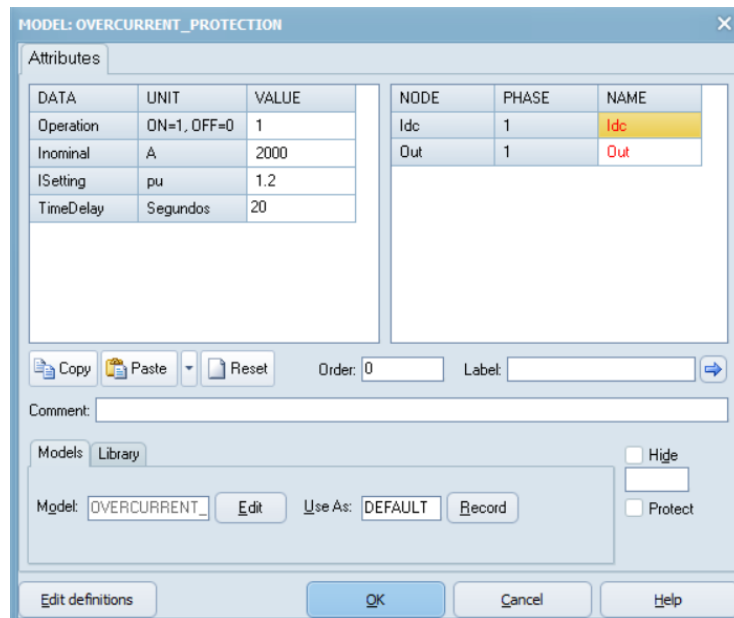 MODEL: OVERCURRENT_PROTECTION
Attributes
DATA UNIT VALUE
Operation ON=1, OFF=0 1
Inominal A 2000
ISetting pu 1.2
TimeDelay Segundos 20
NODE PHASE NAME
Idc 1 Idc
Out 1 Out
Copy Paste Reset Order: 0 Label:
Comment:
Models Library
Model: OVERCURRENT_ Edit Use As: DEFAULT Record
Hide
Protect
Edit definitions OK Cancel Help